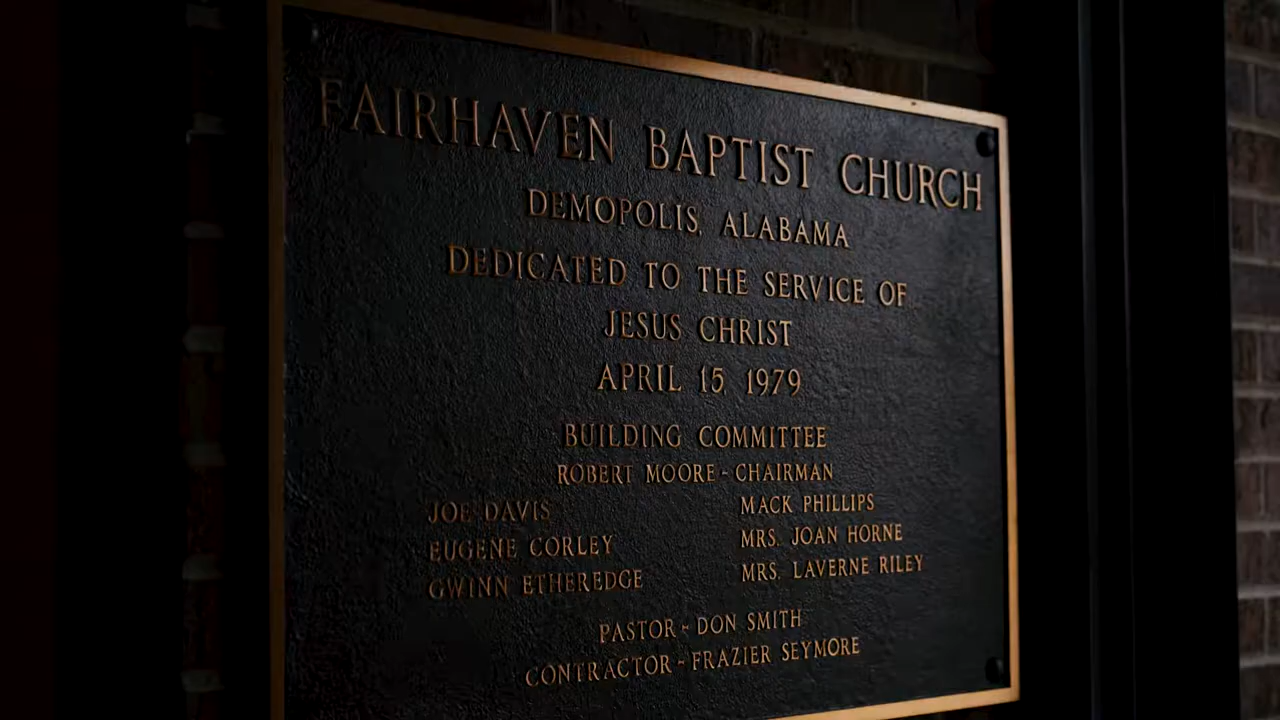 FAIRHAVEN BAPTIST CHURCH
DEMOPOLIS, ALABAMA
DEDICATED TO THE SERVICE OF
JESUS CHRIST
APRIL 15, 1979
BUILDING COMMITTEE
ROBERT MOORE - CHAIRMAN
JOE DAVIS MACK PHILLIPS
EUGENE CORLEY MRS. JOAN HORNE
GWINN ETHEREDGE MRS. LAVERNE RILEY
PASTOR - DON SMITH
CONTRACTOR - FRAZIER SEYMORE